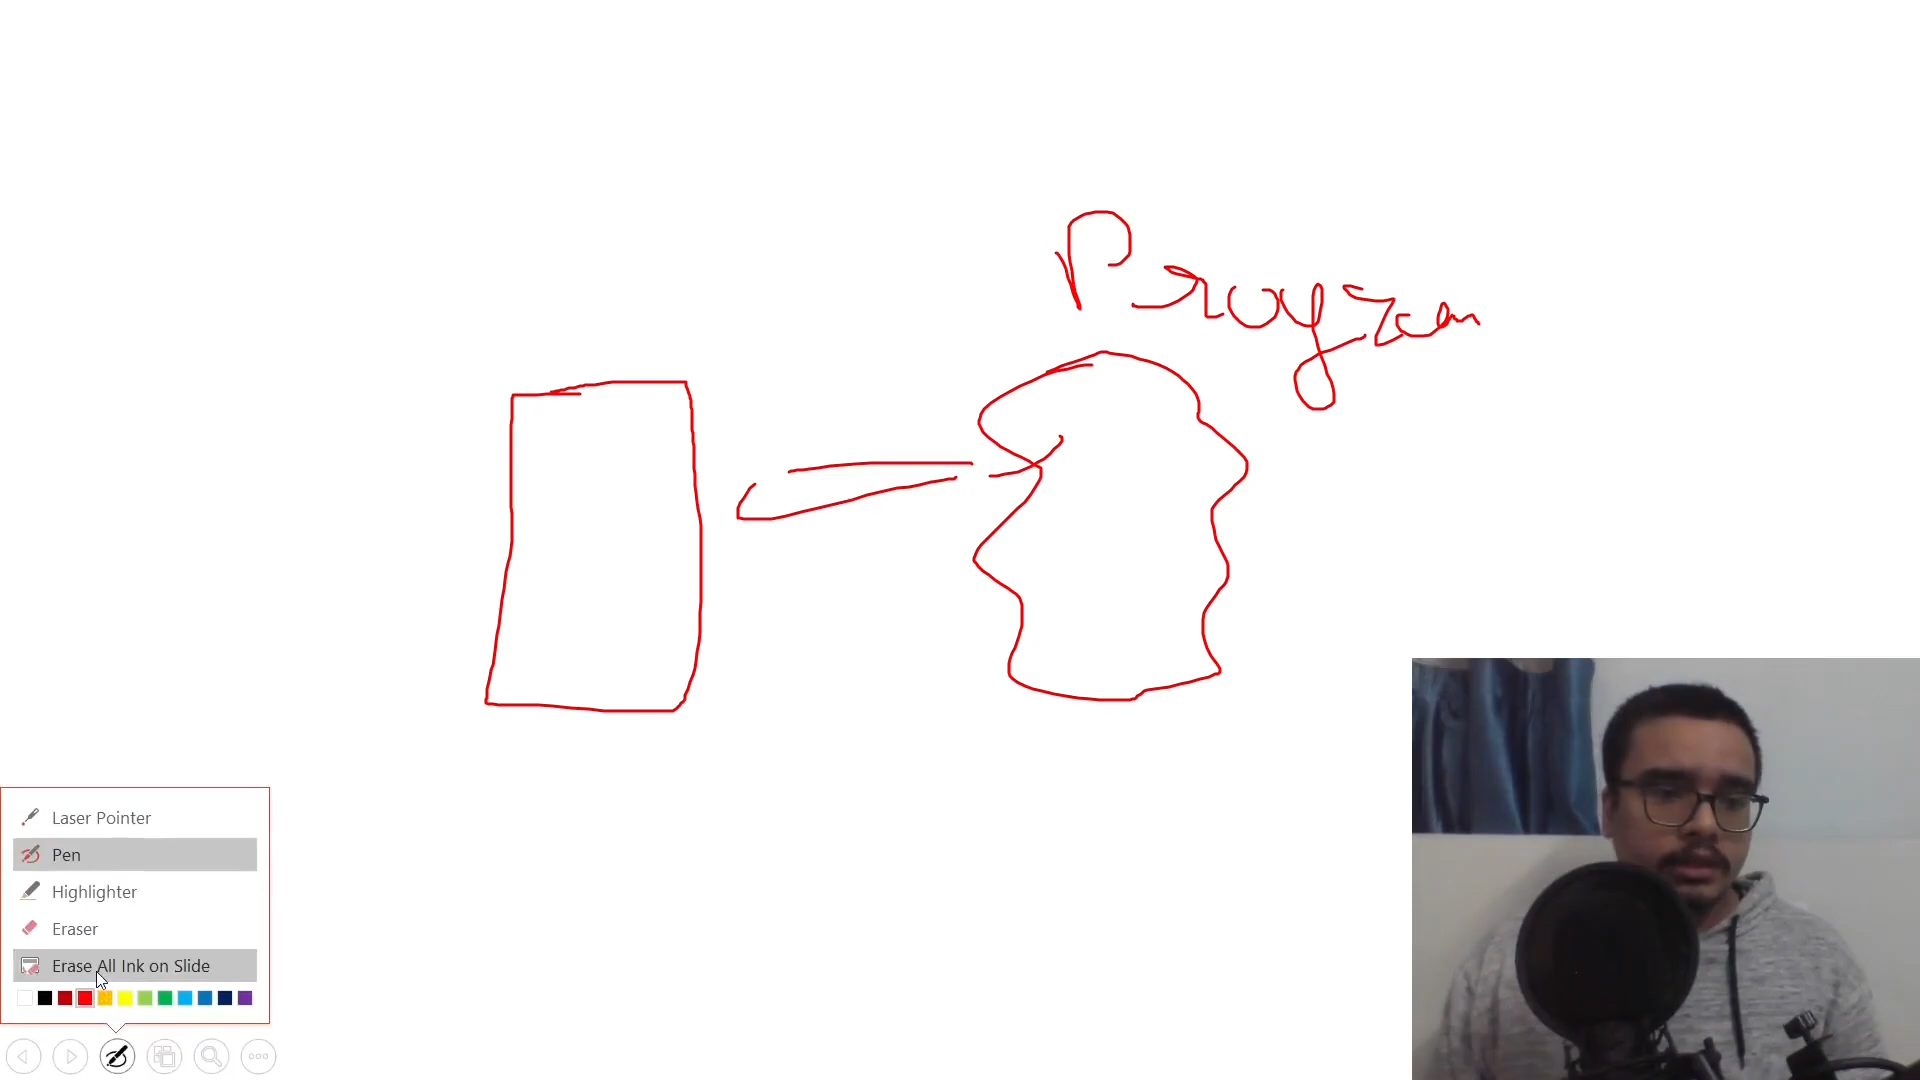 Program
Laser Pointer
Pen
Highlighter
Eraser
Erase All Ink on Slide